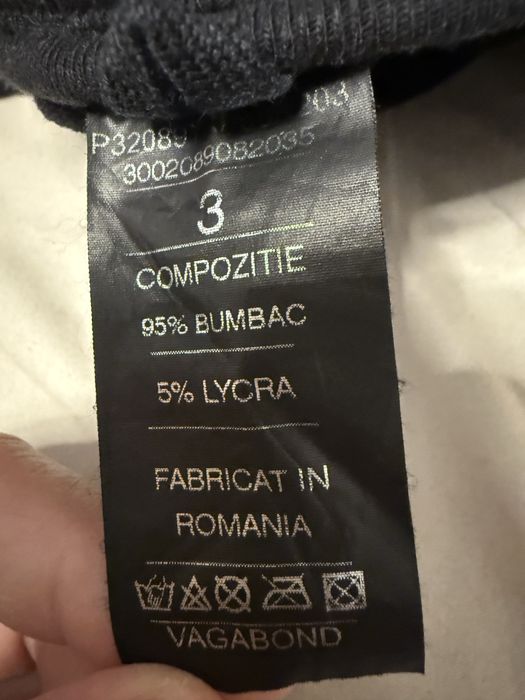 3002089082035
3
COMPOZITIE
95% BUMBAC
5% LYCRA
FABRICAT IN
ROMANIA
VAGABOND